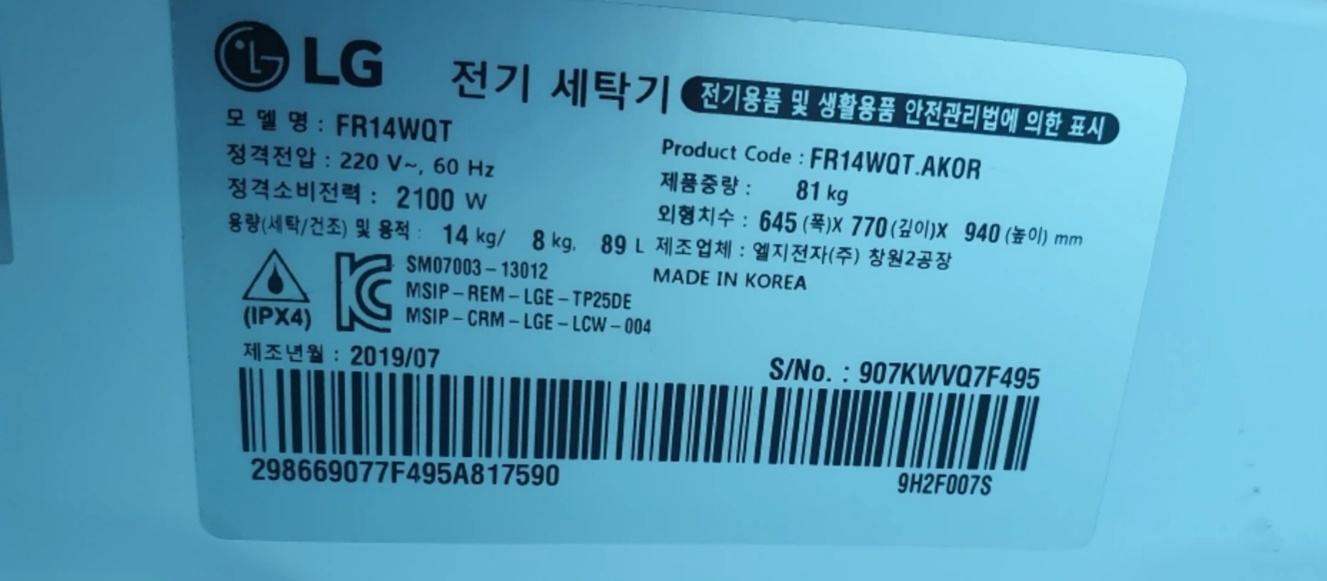 LG 전기 세탁기 전기용품 및 생활용품 안전관리법에 의한 표시
모 델 명 : FR14WQT
정격전압 : 220 V~, 60 Hz
정격소비전력 : 2100 W
용량(세탁/건조) 및 용적 : 14 kg/ 8 kg, 89 L
Product Code : FR14WQT.AKOR
제품중량 : 81 kg
외형치수 : 645 (폭)X 770 (깊이)X 940 (높이) mm
제조업체 : 엘지전자(주) 창원2공장
MADE IN KOREA
(IPX4)
SM07003-13012
MSIP-REM-LGE-TP25DE
MSIP-CRM-LGE-LCW-004
제조년월 : 2019/07
S/No. : 907KWVQ7F495
298669077F495A817590
9H2F007S